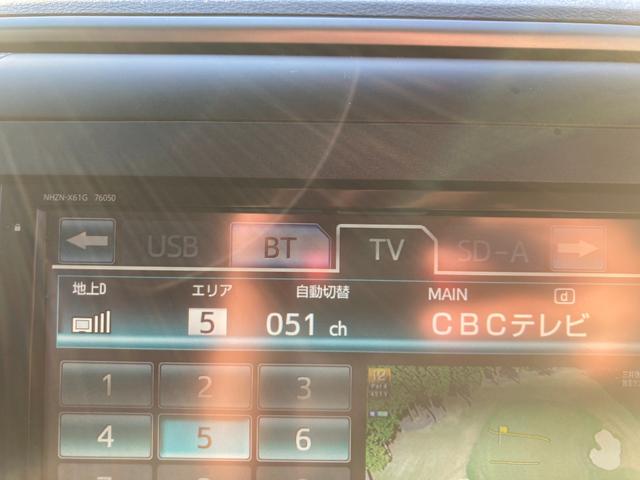 NHZN-X61G 76050
USB BT TV SD-A
地上D エリア 自動切替 MAIN d
5 051 ch CBCテレビ
1 2 3
4 5 6